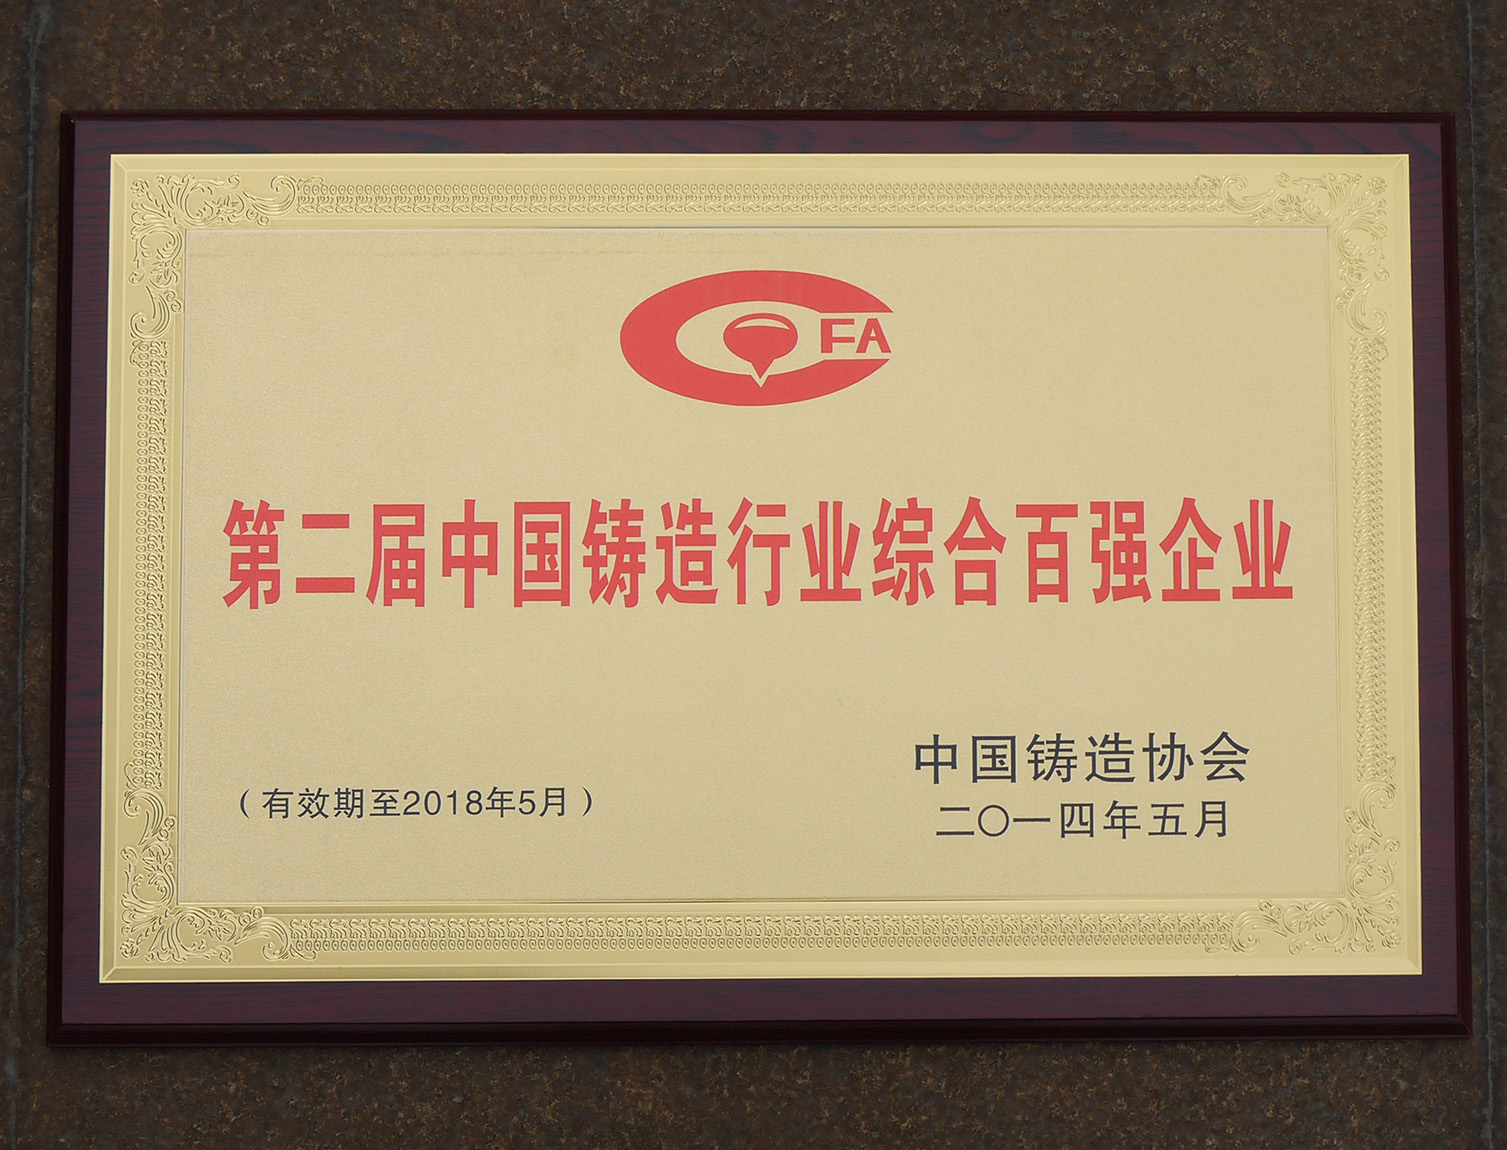 FA
第二届中国铸造行业综合百强企业
中国铸造协会
(有效期至2018年5月)
二〇一四年五月